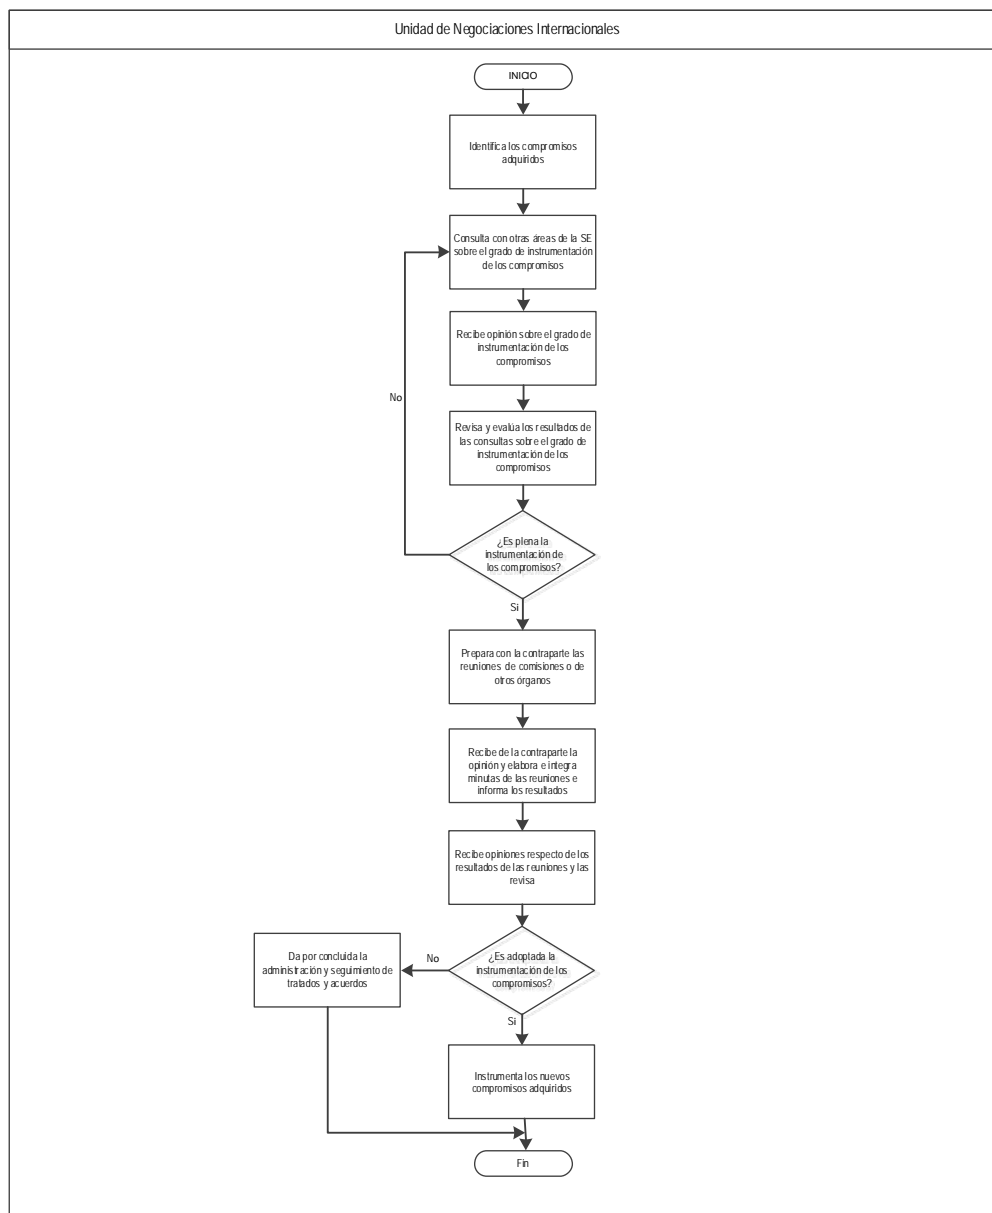 Unidad de Negociaciones Internacionales
INICIO
Identifica los compromisos
adquiridos
Consulta con otras áreas de la SE
sobre el grado de instrumentación
de los compromisos
Recibe opinión sobre el grado de
instrumentación de los
compromisos
No
Revisa y evalúa los resultados de
las consultas sobre el grado de
instrumentación de los
compromisos
¿Es plena la
instrumentación de
los compromisos?
Si
Prepara con la contraparte las
reuniones de comisiones o de
otros órganos
Recibe de la contraparte la
opinión y elabora e integra
minutas de las reuniones e
informa los resultados
Recibe opiniones respecto de los
resultados de las reuniones y las
revisa
¿Es adoptada la
instrumentación de los
compromisos?
No
Da por concluida la
administración y seguimiento de
tratados y acuerdos
Si
Instrumenta los nuevos
compromisos adquiridos
Fin